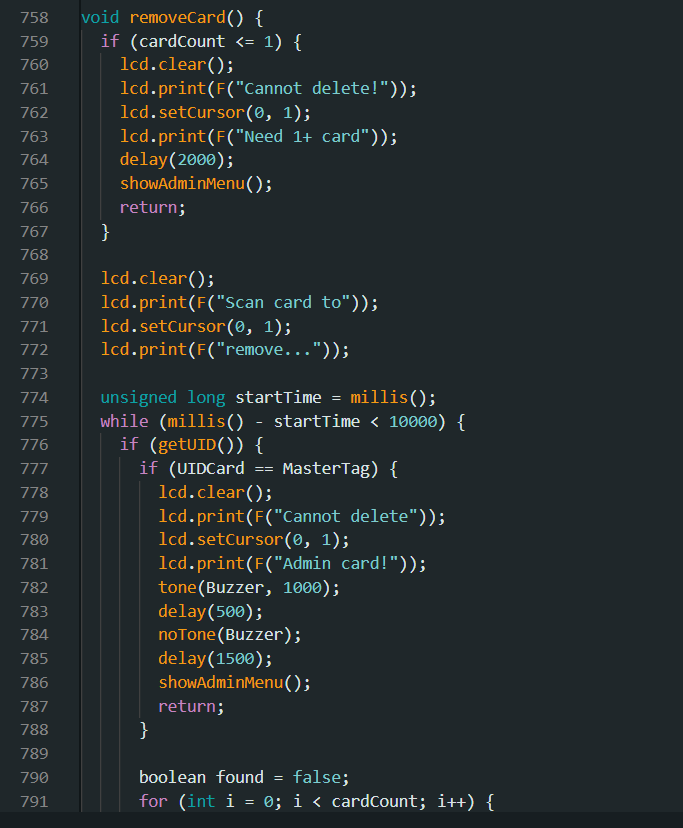 758 void removeCard() {
759   if (cardCount <= 1) {
760     lcd.clear();
761     lcd.print(F("Cannot delete!"));
762     lcd.setCursor(0, 1);
763     lcd.print(F("Need 1+ card"));
764     delay(2000);
765     showAdminMenu();
766     return;
767   }
768
769   lcd.clear();
770   lcd.print(F("Scan card to"));
771   lcd.setCursor(0, 1);
772   lcd.print(F("remove..."));
773
774   unsigned long startTime = millis();
775   while (millis() - startTime < 10000) {
776     if (getUID()) {
777       if (UIDCard == MasterTag) {
778         lcd.clear();
779         lcd.print(F("Cannot delete"));
780         lcd.setCursor(0, 1);
781         lcd.print(F("Admin card!"));
782         tone(Buzzer, 1000);
783         delay(500);
784         noTone(Buzzer);
785         delay(1500);
786         showAdminMenu();
787         return;
788       }
789
790       boolean found = false;
791       for (int i = 0; i < cardCount; i++) {